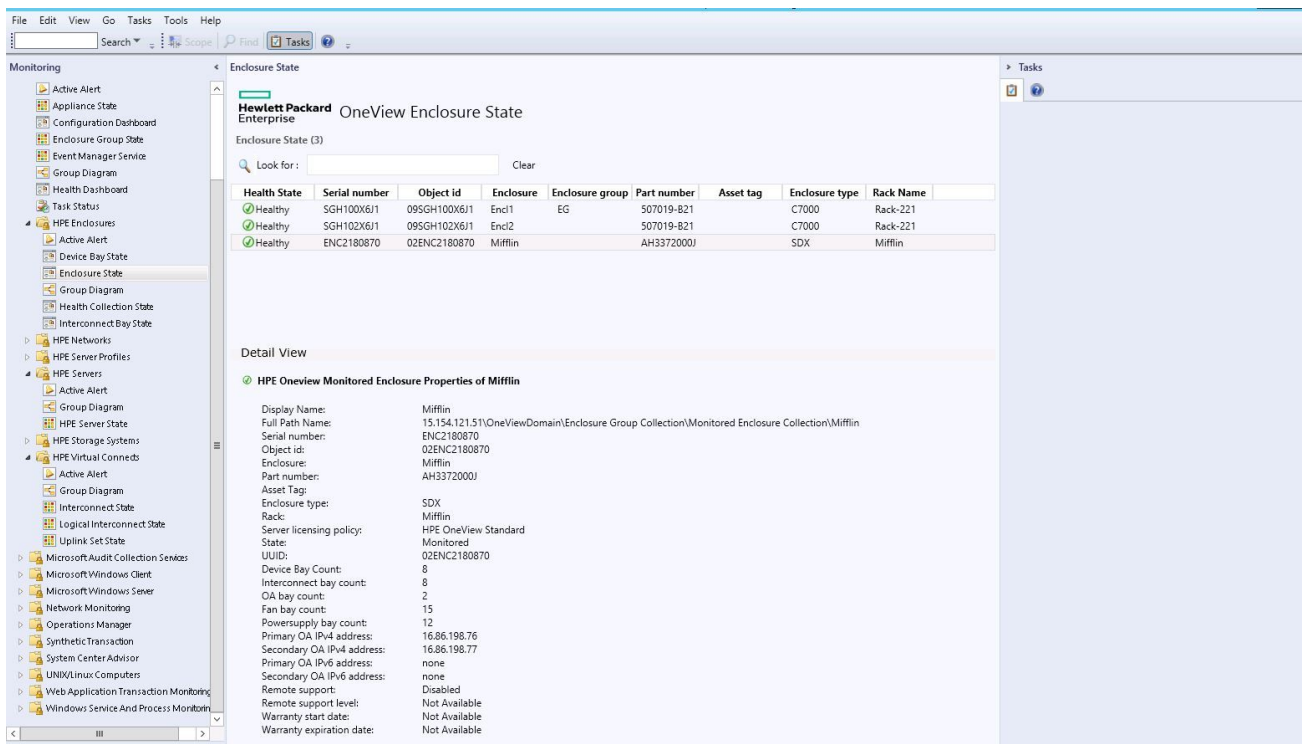 File Edit View Go Tasks Tools Help
Search Scope Find Tasks
Monitoring
Active Alert
Appliance State
Configuration Dashboard
Enclosure Group State
Event Manager Service
Group Diagram
Health Dashboard
Task Status
HPE Enclosures
Active Alert
Device Bay State
Enclosure State
Group Diagram
Health Collection State
Interconnect Bay State
HPE Networks
HPE Server Profiles
HPE Servers
Active Alert
Group Diagram
HPE Server State
HPE Storage Systems
HPE Virtual Connects
Active Alert
Group Diagram
Interconnect State
Logical Interconnect State
Uplink Set State
Microsoft Audit Collection Services
Microsoft Windows Client
Microsoft Windows Server
Network Monitoring
Operations Manager
Synthetic Transaction
System Center Advisor
UNIX/Linux Computers
Web Application Transaction Monitoring
Windows Service And Process Monitorin
Enclosure State
Hewlett Packard
Enterprise
OneView Enclosure State
Enclosure State (3)
Look for : Clear
Health State Serial number Object id Enclosure Enclosure group Part number Asset tag Enclosure type Rack Name
Healthy SGH100X6J1 09SGH100X6J1 Encl1 EG 507019-B21 C7000 Rack-221
Healthy SGH102X6J1 09SGH102X6J1 Encl2 507019-B21 C7000 Rack-221
Healthy ENC2180870 02ENC2180870 Mifflin AH3372000J SDX Mifflin
Detail View
HPE Oneview Monitored Enclosure Properties of Mifflin
Display Name: Mifflin
Full Path Name: 15.154.121.51\OneViewDomain\Enclosure Group Collection\Monitored Enclosure Collection\Mifflin
Serial number: ENC2180870
Object id: 02ENC2180870
Enclosure: Mifflin
Part number: AH3372000J
Asset Tag:
Enclosure type: SDX
Rack: Mifflin
Server licensing policy: HPE OneView Standard
State: Monitored
UUID: 02ENC2180870
Device Bay Count: 8
Interconnect bay count: 8
OA bay count: 2
Fan bay count: 15
Powersupply bay count: 12
Primary OA IPv4 address: 16.86.198.76
Secondary OA IPv4 address: 16.86.198.77
Primary OA IPv6 address: none
Secondary OA IPv6 address: none
Remote support: Disabled
Remote support level: Not Available
Warranty start date: Not Available
Warranty expiration date: Not Available
Tasks